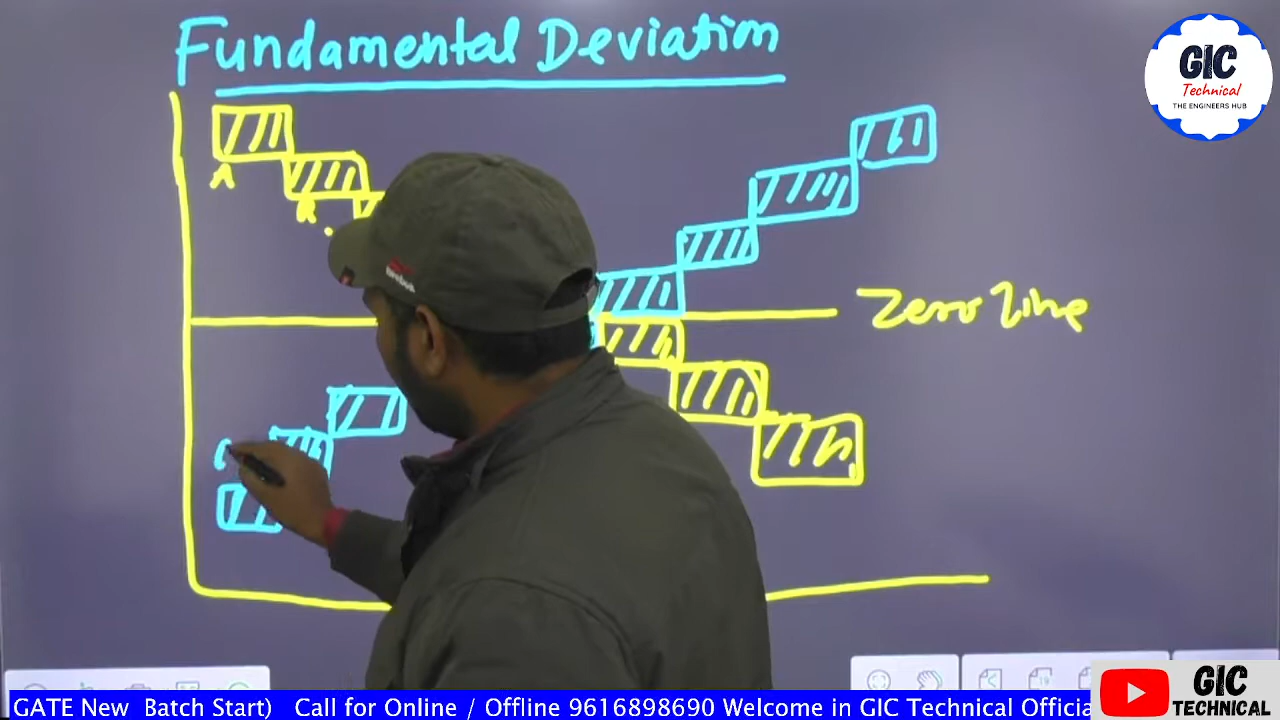 Fundamental Deviation
GIC
Technical
THE ENGINEERS HUB
A
Zero line
GATE New Batch Start) Call for Online / Offline 9616898690 Welcome in GIC Technical Officia
GIC
TECHNICAL